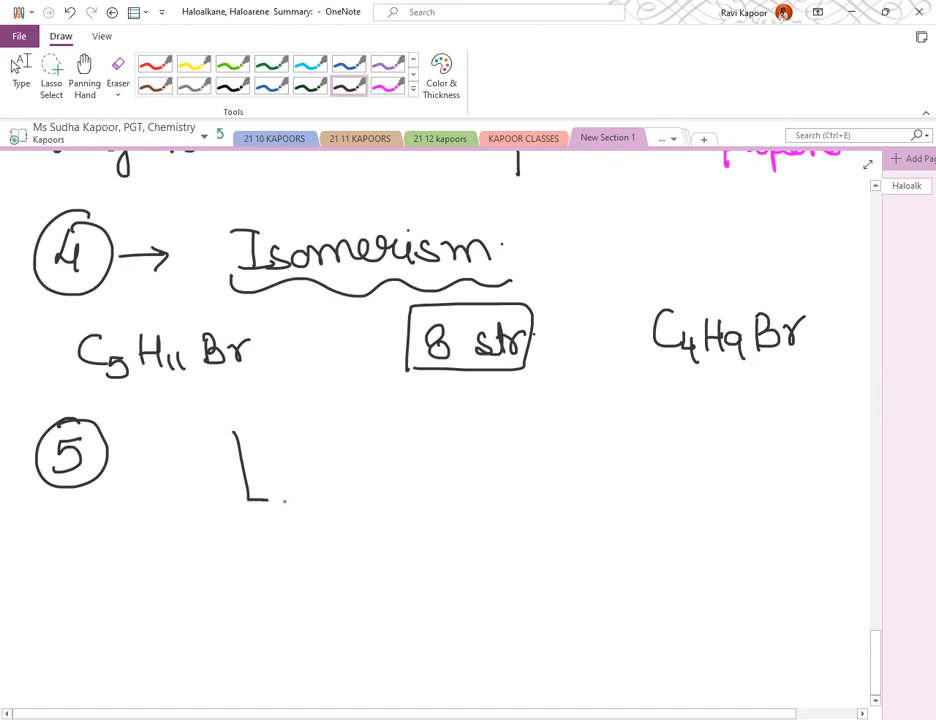 Haloalkane, Haloarene Summary: - OneNote
Search
Ravi Kapoor
File
Draw
View
Type
Lasso Select
Panning Hand
Eraser
Color & Thickness
Tools
Ms Sudha Kapoor, PGT, Chemistry
Kapoors
21 10 KAPOORS
21 11 KAPOORS
21 12 kapoors
KAPOOR CLASSES
New Section 1
...
Search (Ctrl+E)
Add Pag
Haloalk
④ → Isomerism
C₅H₁₁Br
8 str
C₄H₉Br
⑤
L